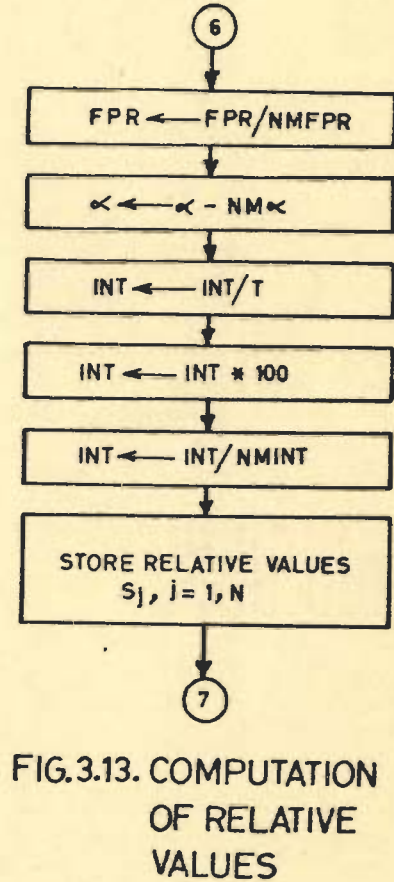 6
FPR ← FPR/NMFPR
∝ ← ∝ - NM∝
INT ← INT/T
INT ← INT * 100
INT ← INT/NMINT
STORE RELATIVE VALUES
Sj, j = 1, N
7
FIG.3.13. COMPUTATION
OF RELATIVE
VALUES